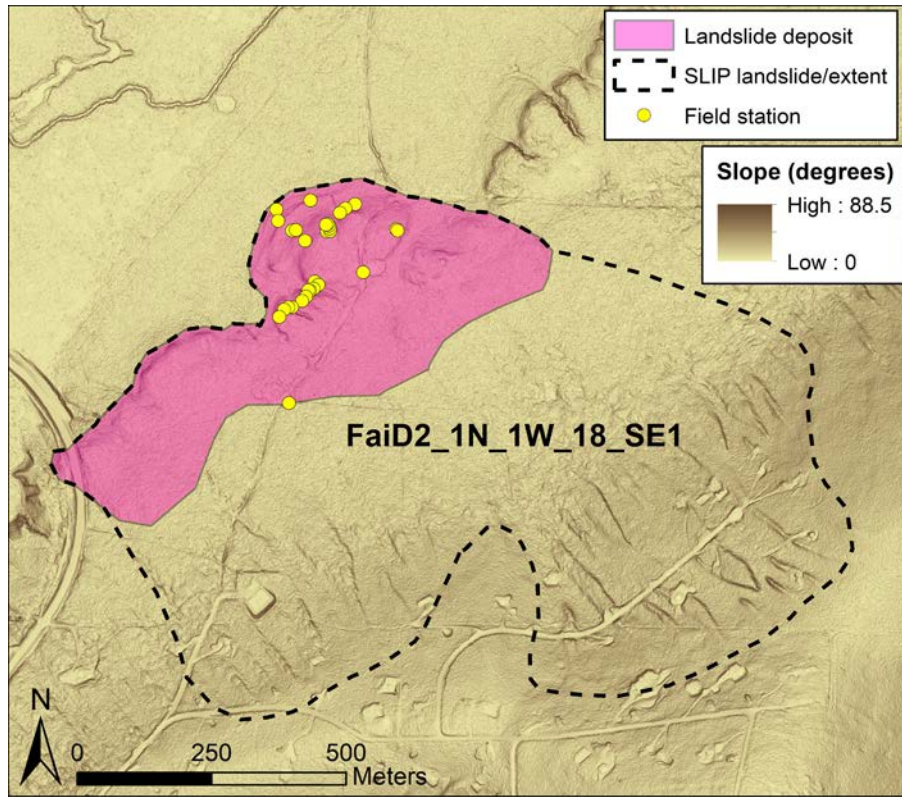 Landslide deposit
SLIP landslide/extent
Field station
Slope (degrees)
High : 88.5
Low : 0
FaiD2_1N_1W_18_SE1
N
0 250 500
Meters